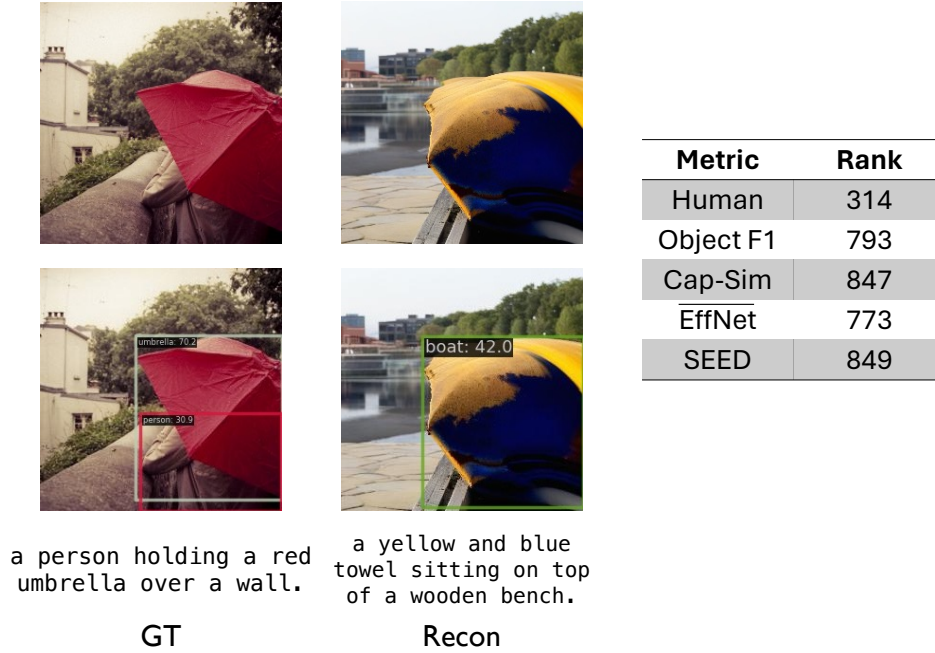 Metric Rank
Human 314
Object F1 793
Cap-Sim 847
E̅f̅f̅N̅e̅t̅ 773
SEED 849
umbrella: 70.2
person: 30.9
boat: 42.0
a person holding a red
umbrella over a wall.
a yellow and blue
towel sitting on top
of a wooden bench.
GT
Recon